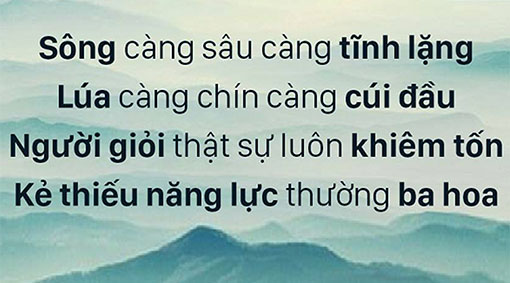 Sông càng sâu càng tĩnh lặng
Lúa càng chín càng cúi đầu
Người giỏi thật sự luôn khiêm tốn
Kẻ thiếu năng lực thường ba hoa